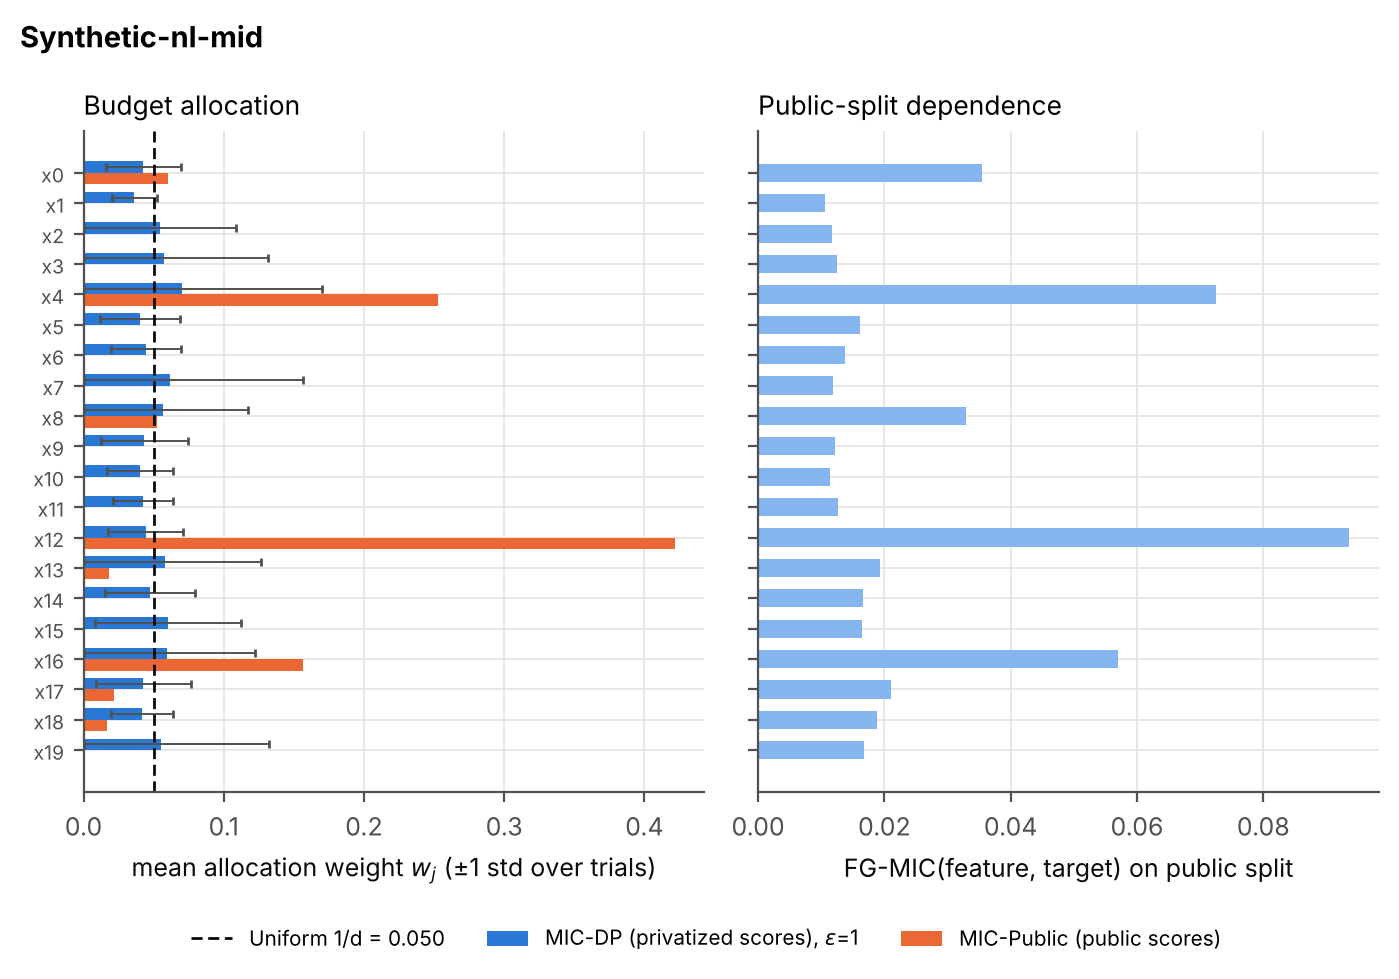 Synthetic-nl-mid
Budget allocation
x0
x1
x2
x3
x4
x5
x6
x7
x8
x9
x10
x11
x12
x13
x14
x15
x16
x17
x18
x19
0.0 0.1 0.2 0.3 0.4
mean allocation weight wⱼ (±1 std over trials)
Public-split dependence
0.00 0.02 0.04 0.06 0.08
FG-MIC(feature, target) on public split
Uniform 1/d = 0.050
MIC-DP (privatized scores), ε=1
MIC-Public (public scores)